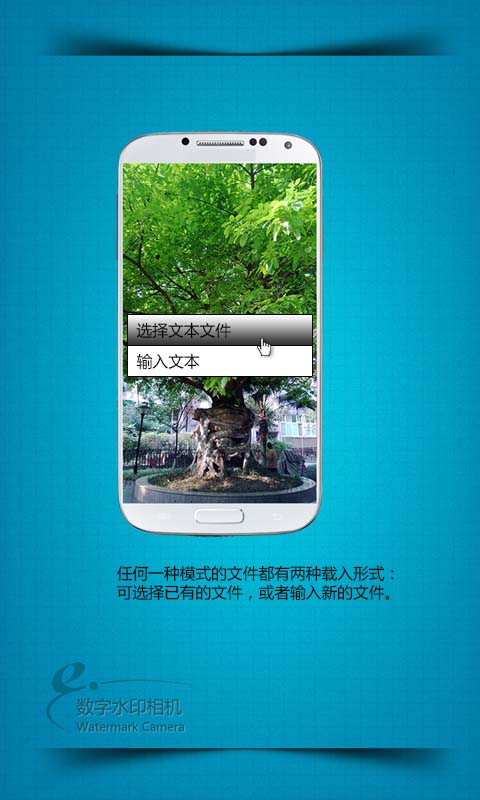 选择文本文件
输入文本
任何一种模式的文件都有两种载入形式：
可选择已有的文件，或者输入新的文件。
数字水印相机
Watermark Camera